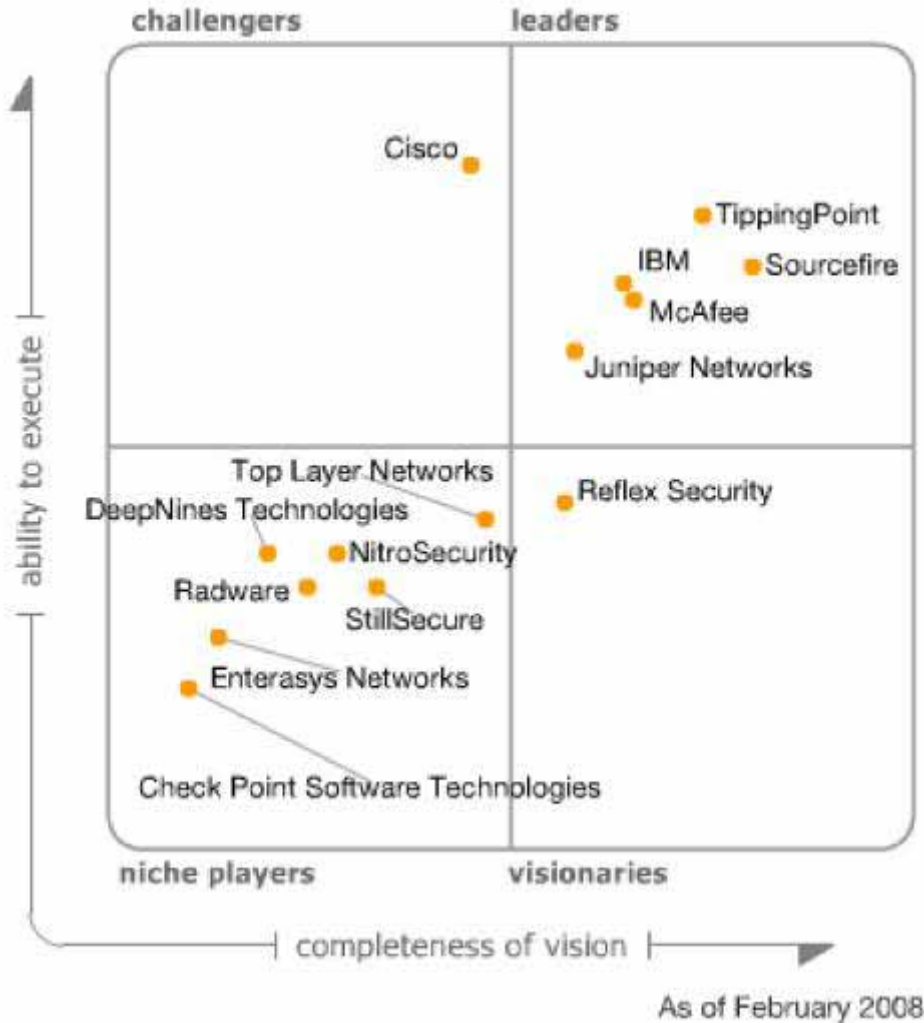 challengers
leaders
Cisco
TippingPoint
IBM
Sourcefire
McAfee
Juniper Networks
ability to execute
Top Layer Networks
Reflex Security
DeepNines Technologies
NitroSecurity
Radware
StillSecure
Enterasys Networks
Check Point Software Technologies
niche players
visionaries
completeness of vision
As of February 2008